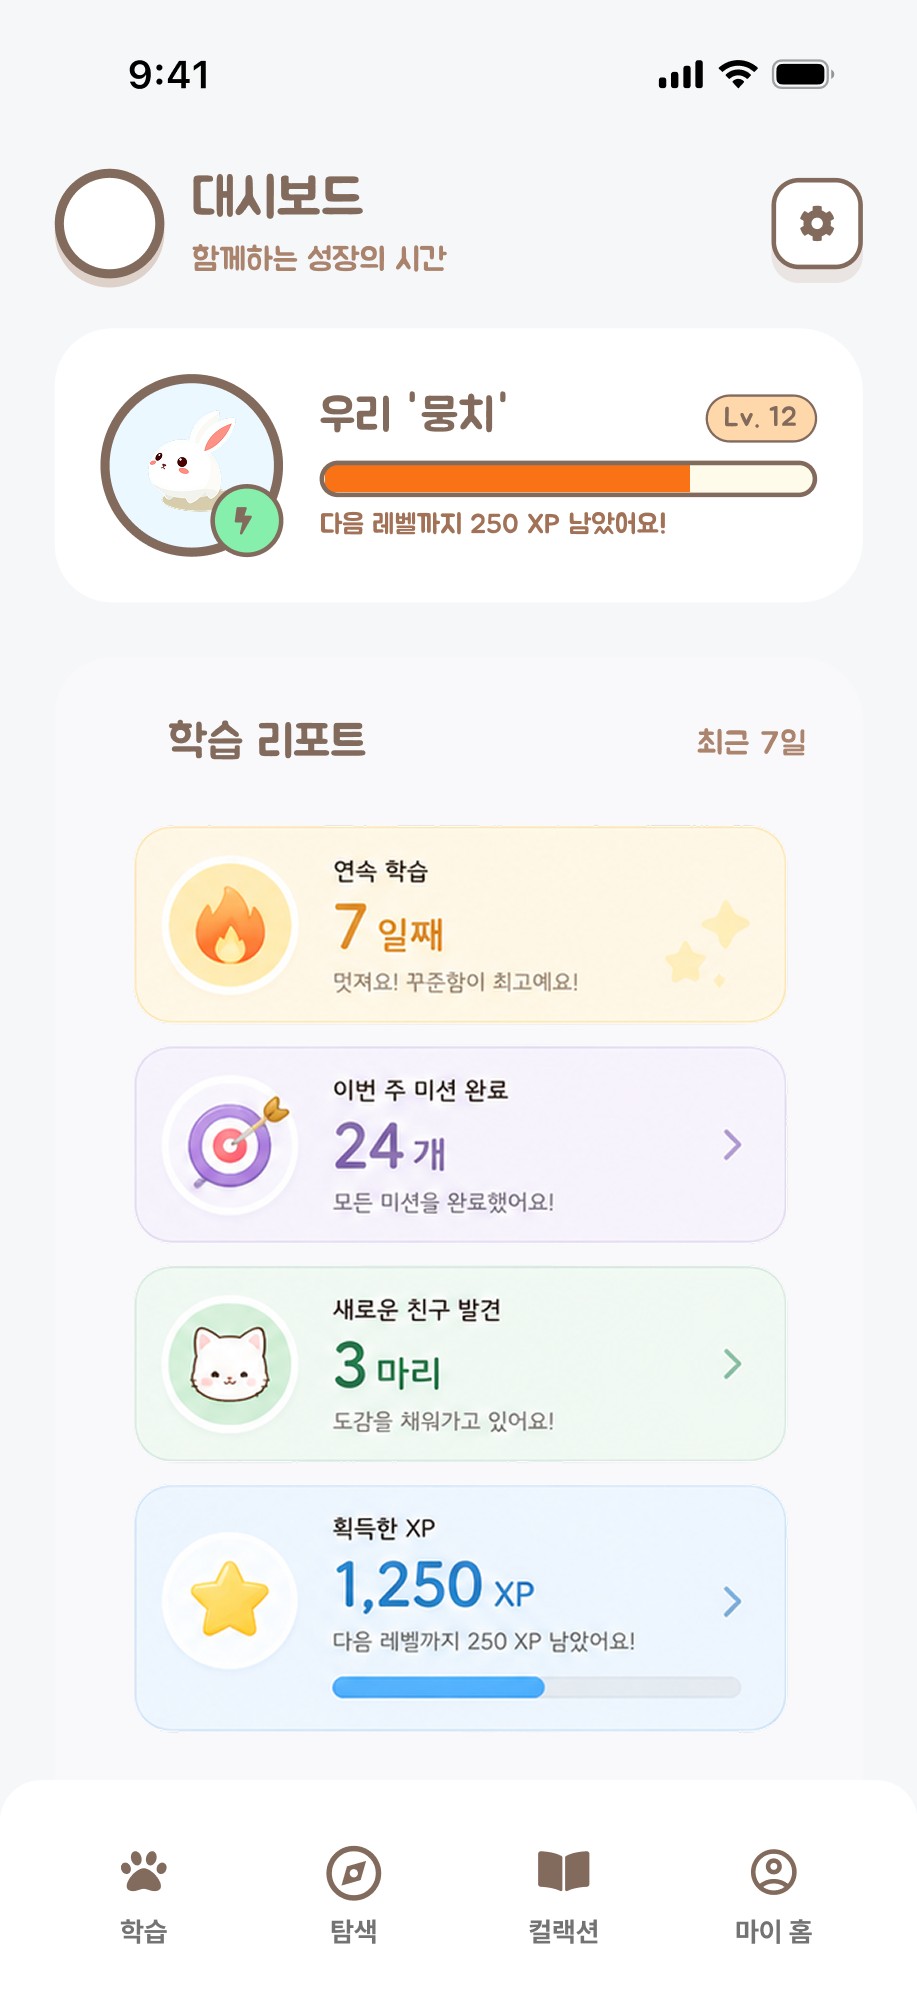 9:41
대시보드
함께하는 성장의 시간
우리 '뭉치'
Lv. 12
다음 레벨까지 250 XP 남았어요!
학습 리포트
최근 7일
연속 학습
7 일째
멋져요! 꾸준함이 최고예요!
이번 주 미션 완료
24 개
모든 미션을 완료했어요!
새로운 친구 발견
3 마리
도감을 채워가고 있어요!
획득한 XP
1,250 XP
다음 레벨까지 250 XP 남았어요!
학습
탐색
컬랙션
마이 홈